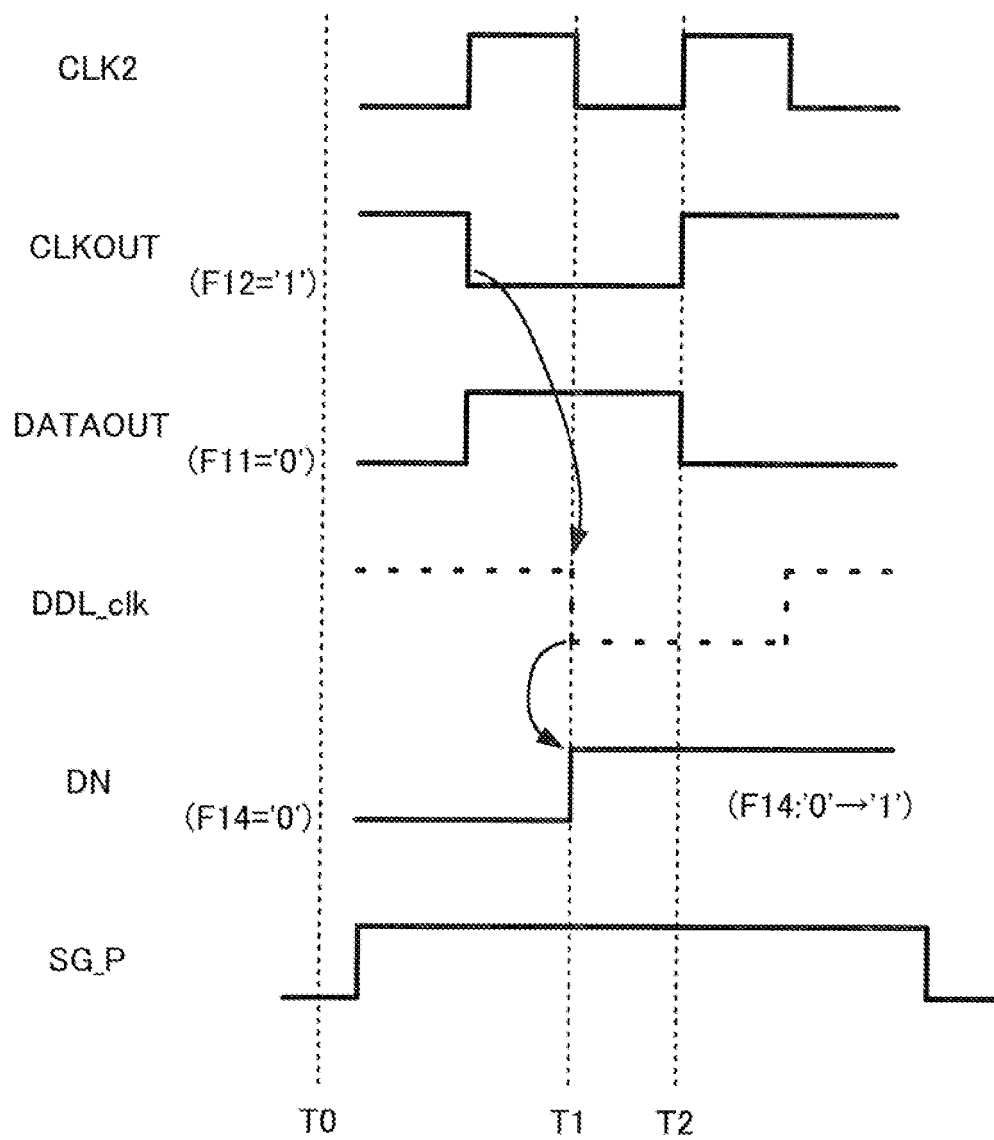 CLK2
CLKOUT
(F12='1')
DATAOUT
(F11='0')
DDL_clk
DN
(F14='0')
(F14:'0'→'1')
SG_P
T0 T1 T2